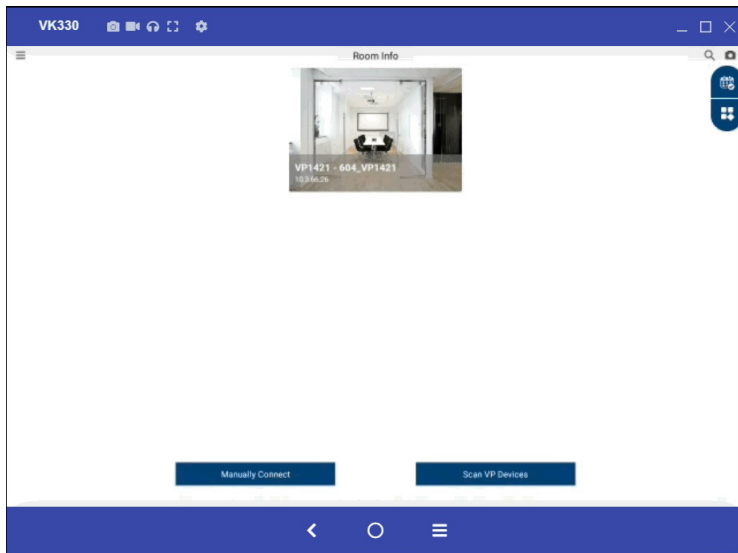 VK330
Room Info
VP1421 - 604_VP1421
10.3.66.26
Manually Connect
Scan VP Devices